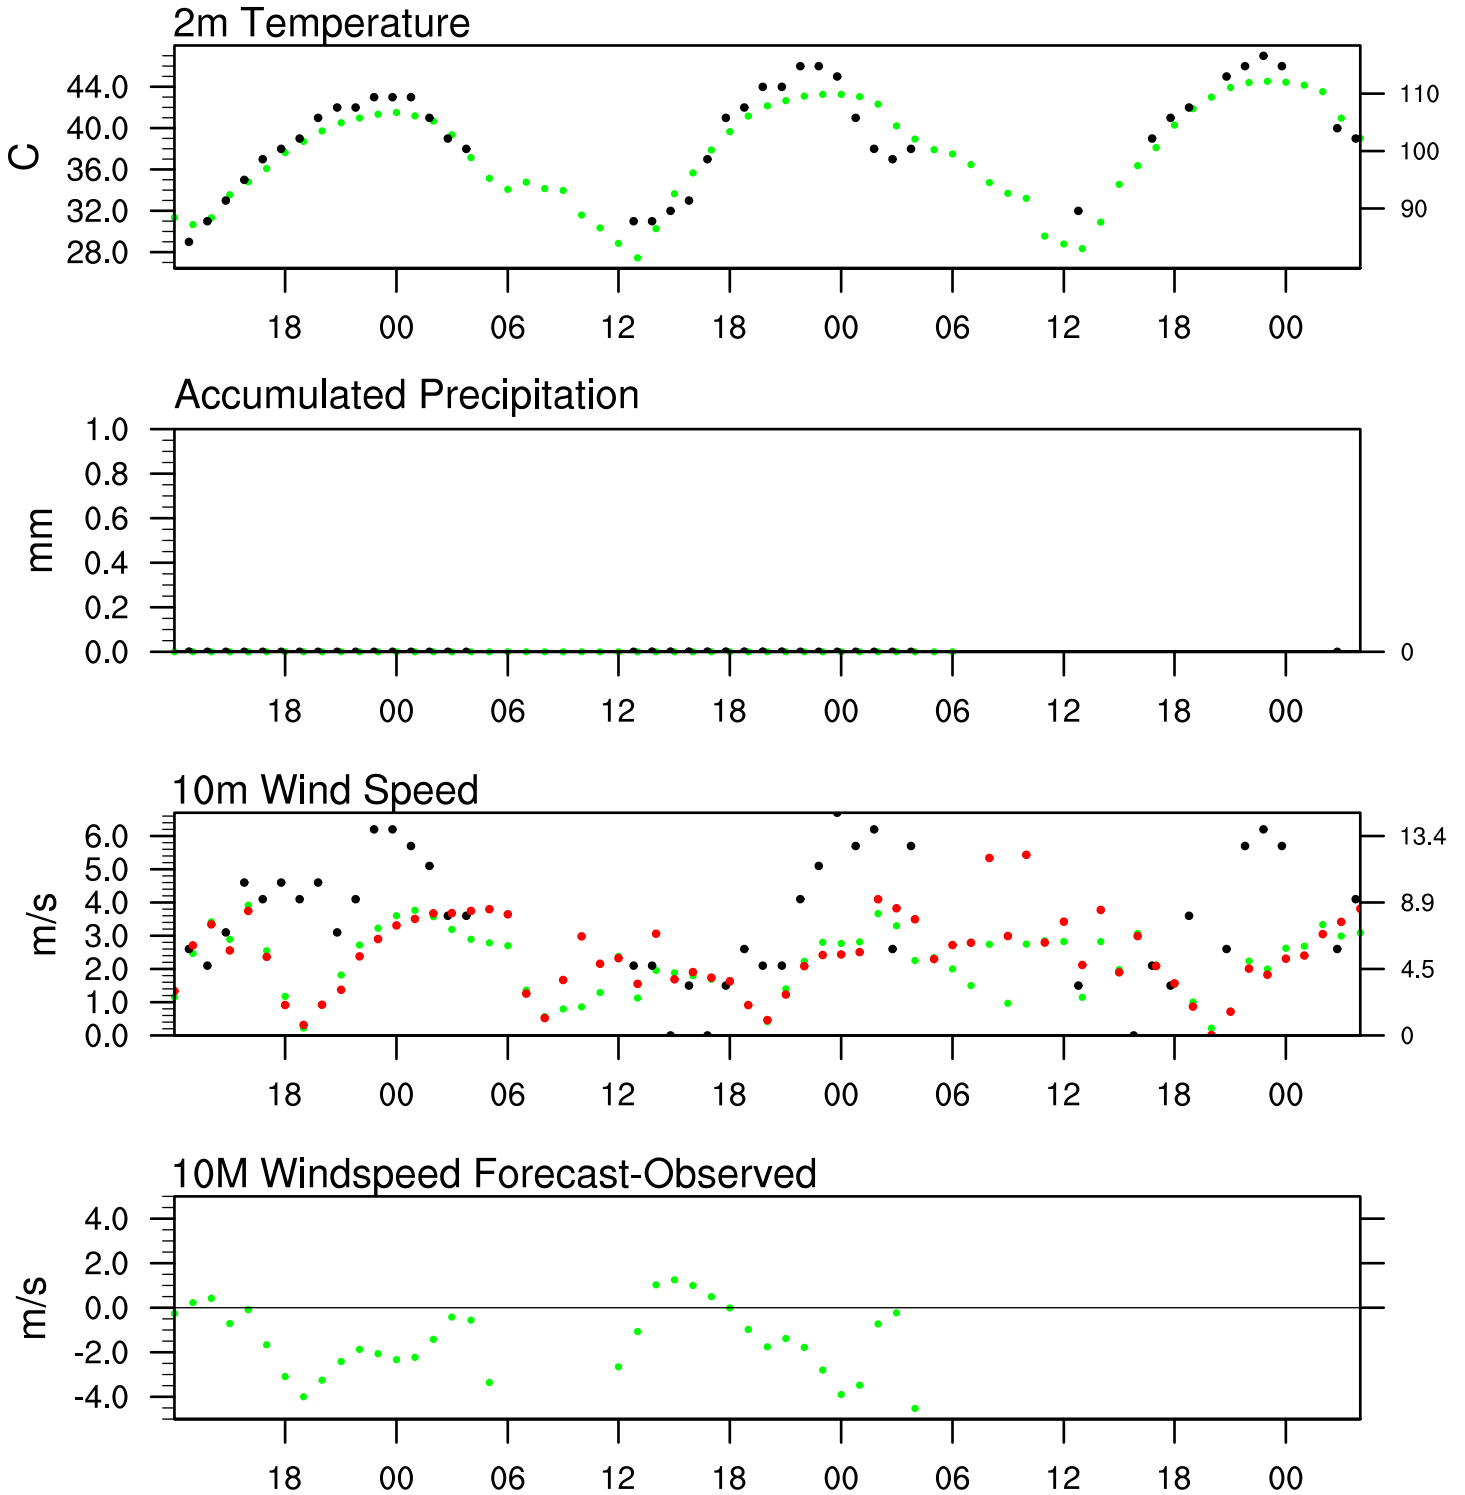 2m Temperature
44.0
40.0
36.0
32.0
28.0
C
110
100
90
18 00 06 12 18 00 06 12 18 00
Accumulated Precipitation
1.0
0.8
0.6
0.4
0.2
0.0
mm
0
18 00 06 12 18 00 06 12 18 00
10m Wind Speed
6.0
5.0
4.0
3.0
2.0
1.0
0.0
m/s
13.4
8.9
4.5
0
18 00 06 12 18 00 06 12 18 00
10M Windspeed Forecast-Observed
4.0
2.0
0.0
-2.0
-4.0
m/s
18 00 06 12 18 00 06 12 18 00